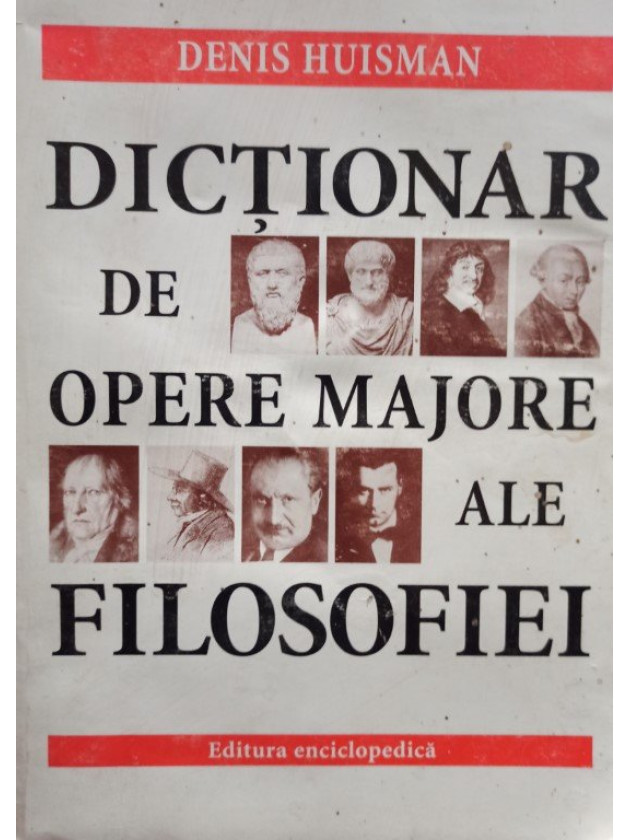 DENIS HUISMAN
DICȚIONAR
DE
OPERE MAJORE
ALE
FILOSOFIEI
Editura enciclopedică